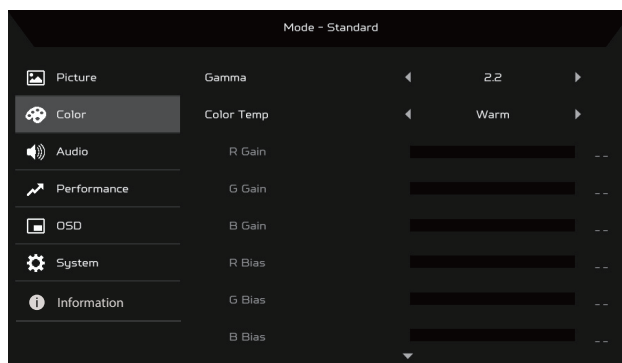 Mode - Standard
Picture
Gamma
2.2
Color
Color Temp
Warm
Audio
R Gain
--
Performance
G Gain
--
OSD
B Gain
--
System
R Bias
--
Information
G Bias
--
B Bias
--